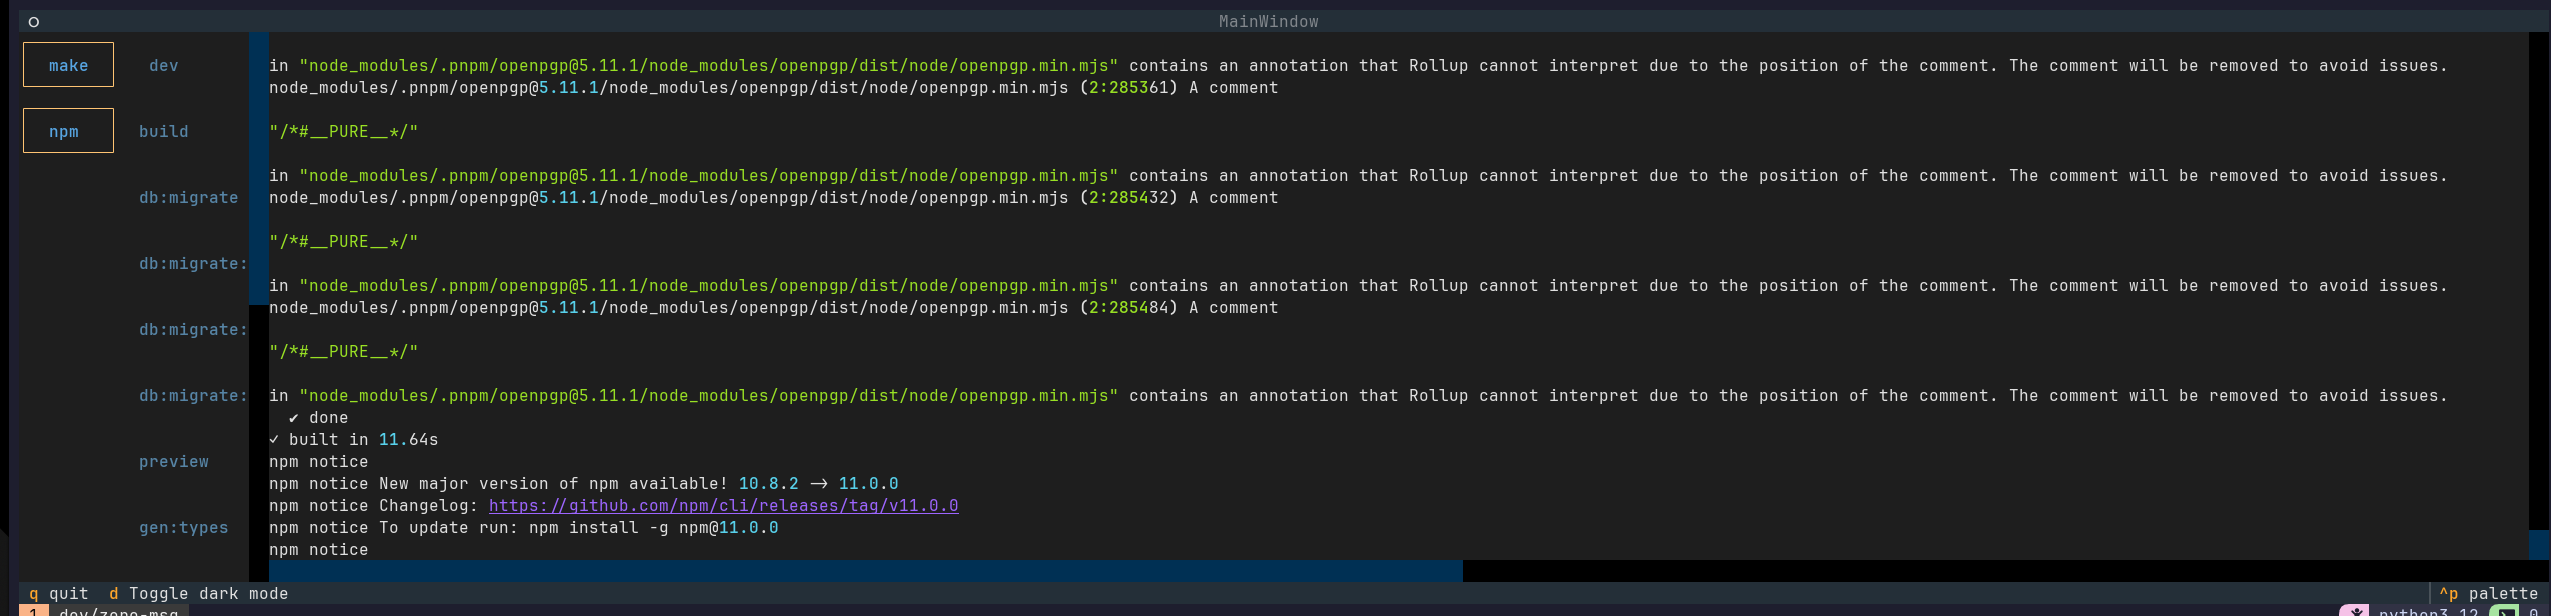 O MainWindow
make dev
in "node_modules/.pnpm/openpgp@5.11.1/node_modules/openpgp/dist/node/openpgp.min.mjs" contains an annotation that Rollup cannot interpret due to the position of the comment. The comment will be removed to avoid issues.
node_modules/.pnpm/openpgp@5.11.1/node_modules/openpgp/dist/node/openpgp.min.mjs (2:285361) A comment
npm build
"/*#__PURE__*/"
in "node_modules/.pnpm/openpgp@5.11.1/node_modules/openpgp/dist/node/openpgp.min.mjs" contains an annotation that Rollup cannot interpret due to the position of the comment. The comment will be removed to avoid issues.
db:migrate
node_modules/.pnpm/openpgp@5.11.1/node_modules/openpgp/dist/node/openpgp.min.mjs (2:285432) A comment
"/*#__PURE__*/"
db:migrate:
in "node_modules/.pnpm/openpgp@5.11.1/node_modules/openpgp/dist/node/openpgp.min.mjs" contains an annotation that Rollup cannot interpret due to the position of the comment. The comment will be removed to avoid issues.
node_modules/.pnpm/openpgp@5.11.1/node_modules/openpgp/dist/node/openpgp.min.mjs (2:285484) A comment
db:migrate:
"/*#__PURE__*/"
db:migrate:
in "node_modules/.pnpm/openpgp@5.11.1/node_modules/openpgp/dist/node/openpgp.min.mjs" contains an annotation that Rollup cannot interpret due to the position of the comment. The comment will be removed to avoid issues.
✔ done
✓ built in 11.64s
preview
npm notice
npm notice New major version of npm available! 10.8.2 -> 11.0.0
npm notice Changelog: https://github.com/npm/cli/releases/tag/v11.0.0
gen:types
npm notice To update run: npm install -g npm@11.0.0
npm notice
q quit d Toggle dark mode ^p palette
1 dev/zero-msg python3.12 0